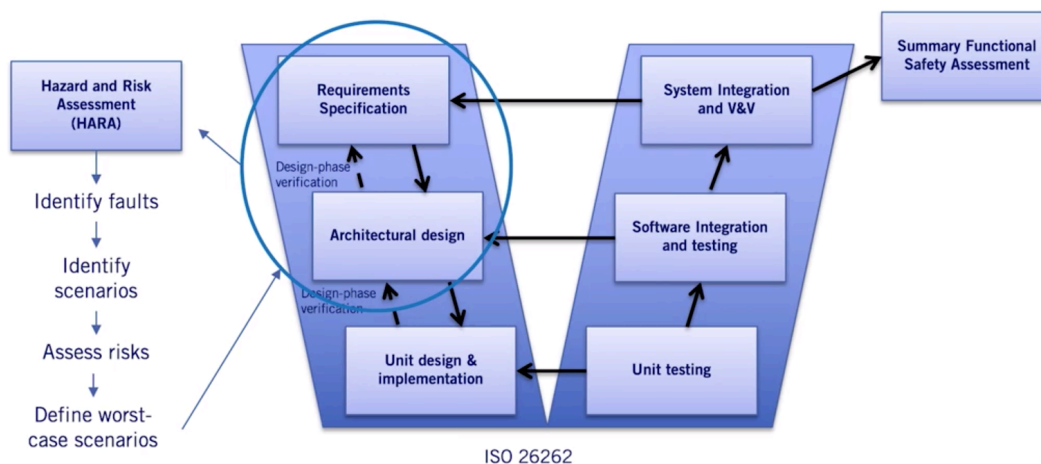 Hazard and Risk
Assessment
(HARA)
Identify faults
Identify
scenarios
Assess risks
Define worst-
case scenarios
Requirements
Specification
Design-phase
verification
Architectural design
Design-phase
verification
Unit design &
implementation
System Integration
and V&V
Software Integration
and testing
Unit testing
Summary Functional
Safety Assessment
ISO 26262